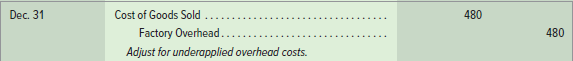 Dec. 31 Cost of Goods Sold ................................. 480
Factory Overhead.............................. 480
Adjust for underapplied overhead costs.